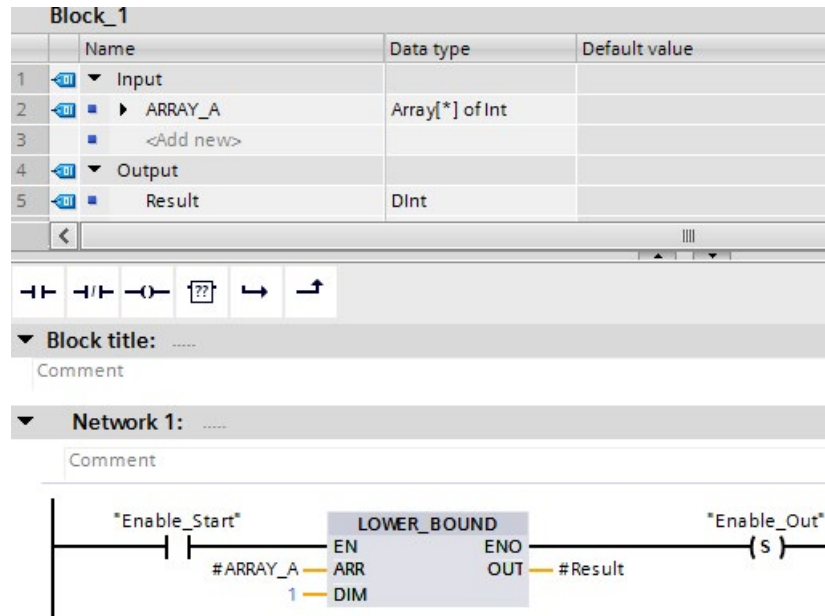 Block_1
Name Data type Default value
1 Input
2 ARRAY_A Array[*] of Int
3 <Add new>
4 Output
5 Result DInt
??
Block title: .....
Comment
Network 1: .....
Comment
"Enable_Start" LOWER_BOUND "Enable_Out"
EN ENO S
#ARRAY_A ARR OUT #Result
1 DIM